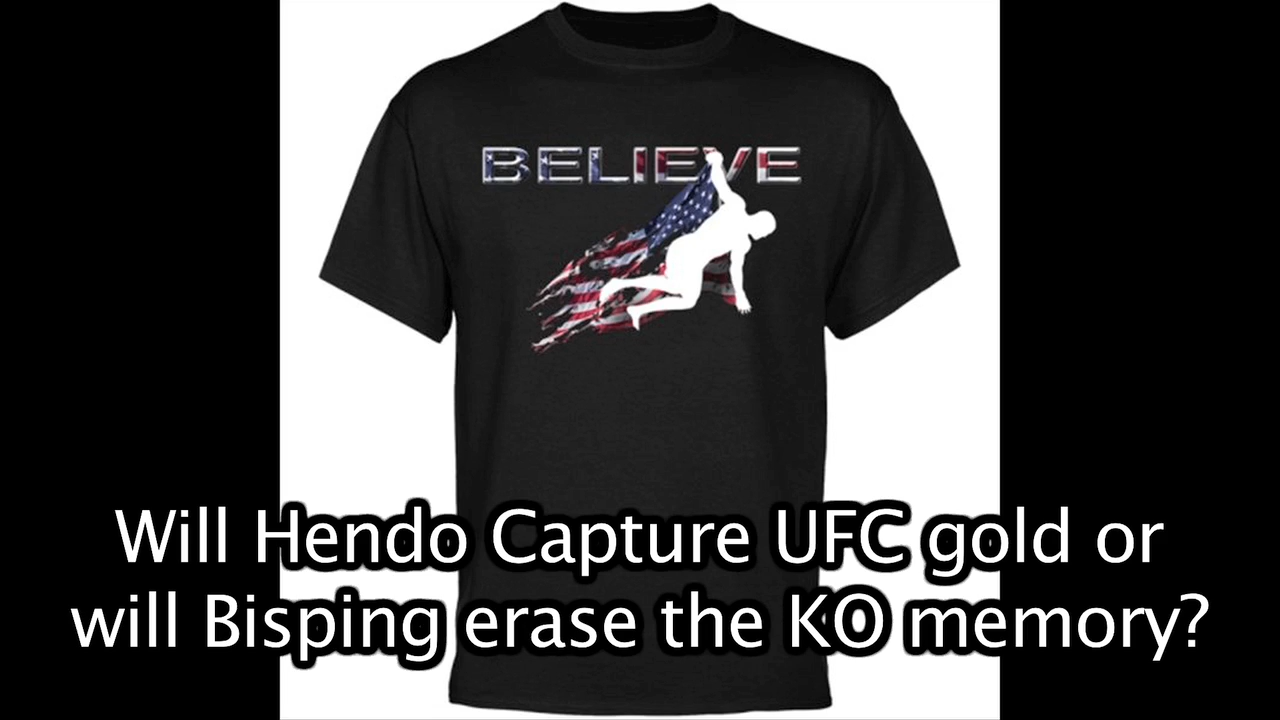 BELIEVE
Will Hendo Capture UFC gold or
will Bisping erase the KO memory?